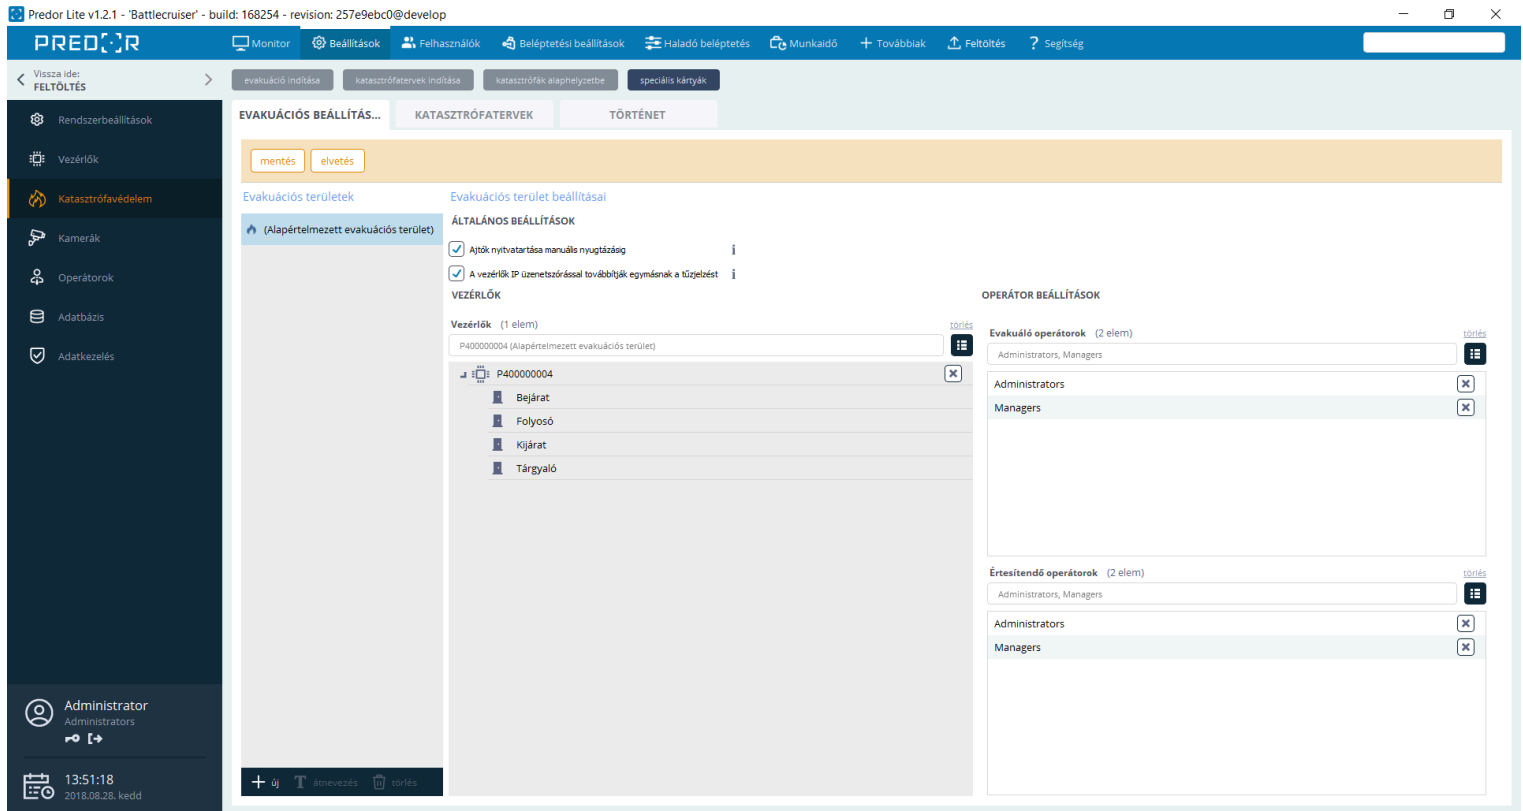 Predor Lite v1.2.1 - 'Battlecruiser' - build: 168254 - revision: 257e9ebc0@develop
PREDOR
Monitor
Beállítások
Felhasználók
Beléptetési beállítások
Haladó beléptetés
Munkaidő
Továbbiak
Feltöltés
Segítség
Vissza ide:
FELTÖLTÉS
evakuáció indítása
katasztrófatervek indítása
katasztrófák alaphelyzetbe
speciális kártyák
Rendszerbeállítások
Vezérlők
Katasztrófavédelem
Kamerák
Operátorok
Adatbázis
Adatkezelés
EVAKUÁCIÓS BEÁLLÍTÁS...
KATASZTRÓFATERVEK
TÖRTÉNET
mentés
elvetés
Evakuációs területek
(Alapértelmezett evakuációs terület)
Evakuációs terület beállításai
ÁLTALÁNOS BEÁLLÍTÁSOK
Ajtók nyitvatartása manuális nyugtázásig
A vezérlők IP üzenetszórással továbbítják egymásnak a tűzjelzést
VEZÉRLŐK
Vezérlők (1 elem)
törlés
P400000004 (Alapértelmezett evakuációs terület)
P400000004
Bejárat
Folyosó
Kijárat
Tárgyaló
OPERÁTOR BEÁLLÍTÁSOK
Evakuáló operátorok (2 elem)
törlés
Administrators, Managers
Administrators
Managers
Értesítendő operátorok (2 elem)
törlés
Administrators, Managers
Administrators
Managers
új
átnevezés
törlés
Administrator
Administrators
13:51:18
2018.08.28. kedd